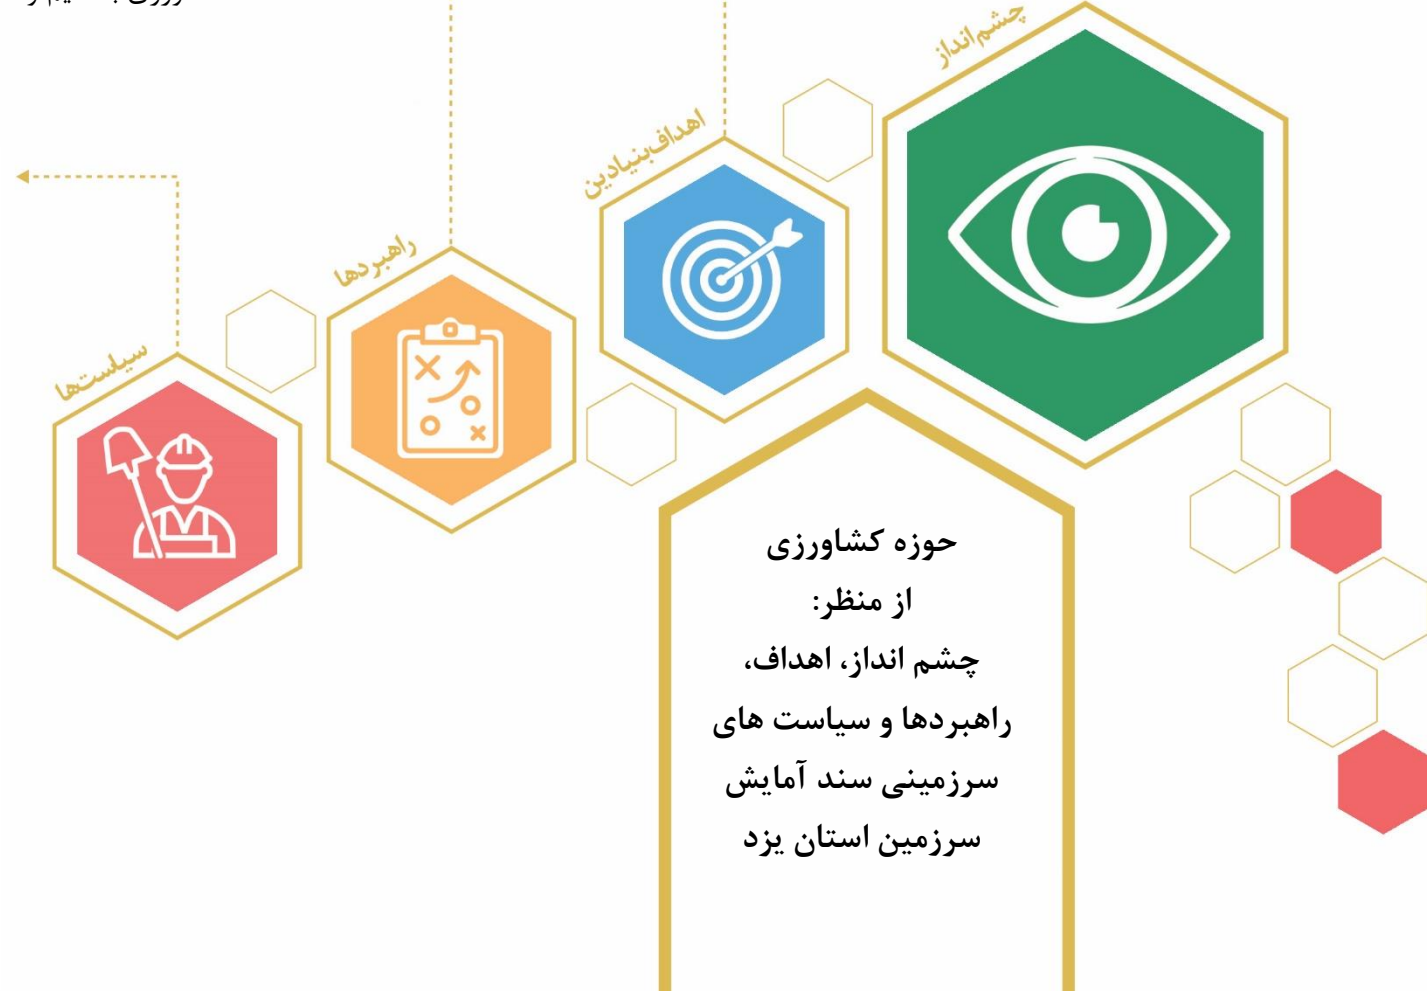 چشم‌انداز
اهداف‌بنیادین
راهبردها
سیاست‌ها
حوزه کشاورزی
از منظر:
چشم انداز، اهداف،
راهبردها و سیاست های
سرزمینی سند آمایش
سرزمین استان یزد